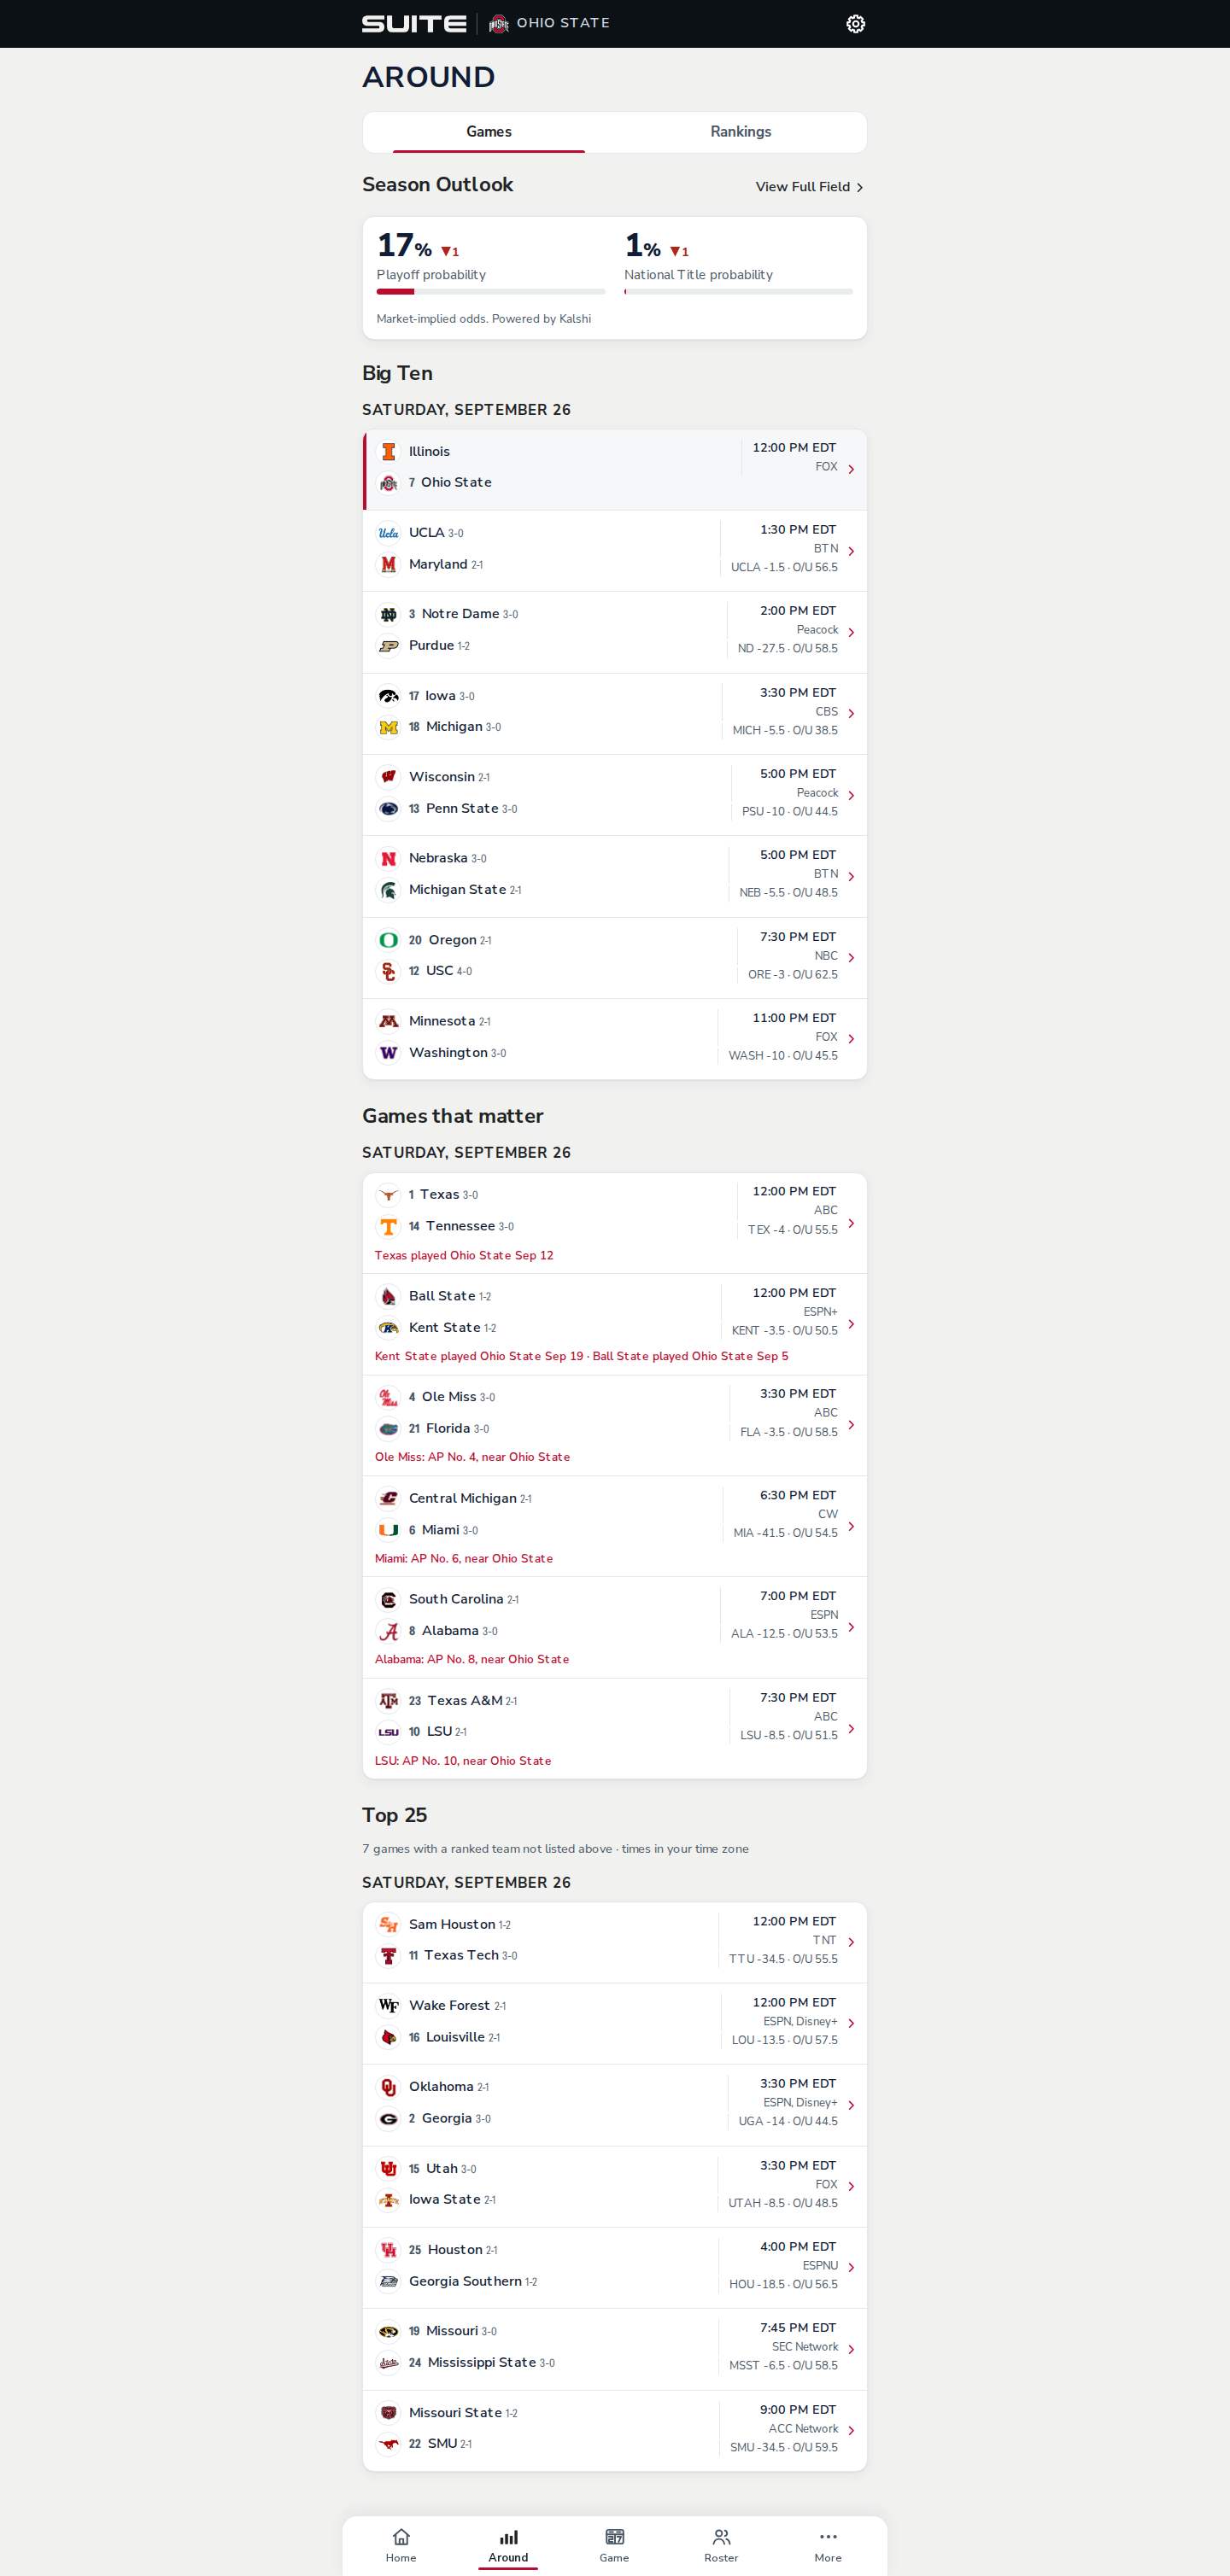 SUITE OHIO STATE
AROUND
Games Rankings
Season Outlook View Full Field
17% ▼1 1% ▼1
Playoff probability National Title probability
Market-implied odds. Powered by Kalshi
Big Ten
SATURDAY, SEPTEMBER 26
Illinois 12:00 PM EDT
FOX
7 Ohio State
UCLA 3-0 1:30 PM EDT
BTN
Maryland 2-1 UCLA -1.5 · O/U 56.5
3 Notre Dame 3-0 2:00 PM EDT
Peacock
Purdue 1-2 ND -27.5 · O/U 58.5
17 Iowa 3-0 3:30 PM EDT
CBS
18 Michigan 3-0 MICH -5.5 · O/U 38.5
Wisconsin 2-1 5:00 PM EDT
Peacock
13 Penn State 3-0 PSU -10 · O/U 44.5
Nebraska 3-0 5:00 PM EDT
BTN
Michigan State 2-1 NEB -5.5 · O/U 48.5
20 Oregon 2-1 7:30 PM EDT
NBC
12 USC 4-0 ORE -3 · O/U 62.5
Minnesota 2-1 11:00 PM EDT
FOX
Washington 3-0 WASH -10 · O/U 45.5
Games that matter
SATURDAY, SEPTEMBER 26
1 Texas 3-0 12:00 PM EDT
ABC
14 Tennessee 3-0 TEX -4 · O/U 55.5
Texas played Ohio State Sep 12
Ball State 1-2 12:00 PM EDT
ESPN+
Kent State 1-2 KENT -3.5 · O/U 50.5
Kent State played Ohio State Sep 19 · Ball State played Ohio State Sep 5
4 Ole Miss 3-0 3:30 PM EDT
ABC
21 Florida 3-0 FLA -3.5 · O/U 58.5
Ole Miss: AP No. 4, near Ohio State
Central Michigan 2-1 6:30 PM EDT
CW
6 Miami 3-0 MIA -41.5 · O/U 54.5
Miami: AP No. 6, near Ohio State
South Carolina 2-1 7:00 PM EDT
ESPN
8 Alabama 3-0 ALA -12.5 · O/U 53.5
Alabama: AP No. 8, near Ohio State
23 Texas A&M 2-1 7:30 PM EDT
ABC
10 LSU 2-1 LSU -8.5 · O/U 51.5
LSU: AP No. 10, near Ohio State
Top 25
7 games with a ranked team not listed above · times in your time zone
SATURDAY, SEPTEMBER 26
Sam Houston 1-2 12:00 PM EDT
TNT
11 Texas Tech 3-0 TTU -34.5 · O/U 55.5
Wake Forest 2-1 12:00 PM EDT
ESPN, Disney+
16 Louisville 2-1 LOU -13.5 · O/U 57.5
Oklahoma 2-1 3:30 PM EDT
ESPN, Disney+
2 Georgia 3-0 UGA -14 · O/U 44.5
15 Utah 3-0 3:30 PM EDT
FOX
Iowa State 2-1 UTAH -8.5 · O/U 48.5
25 Houston 2-1 4:00 PM EDT
ESPNU
Georgia Southern 1-2 HOU -18.5 · O/U 56.5
19 Missouri 3-0 7:45 PM EDT
SEC Network
24 Mississippi State 3-0 MSST -6.5 · O/U 58.5
Missouri State 1-2 9:00 PM EDT
ACC Network
22 SMU 2-1 SMU -34.5 · O/U 59.5
Home Around Game Roster More